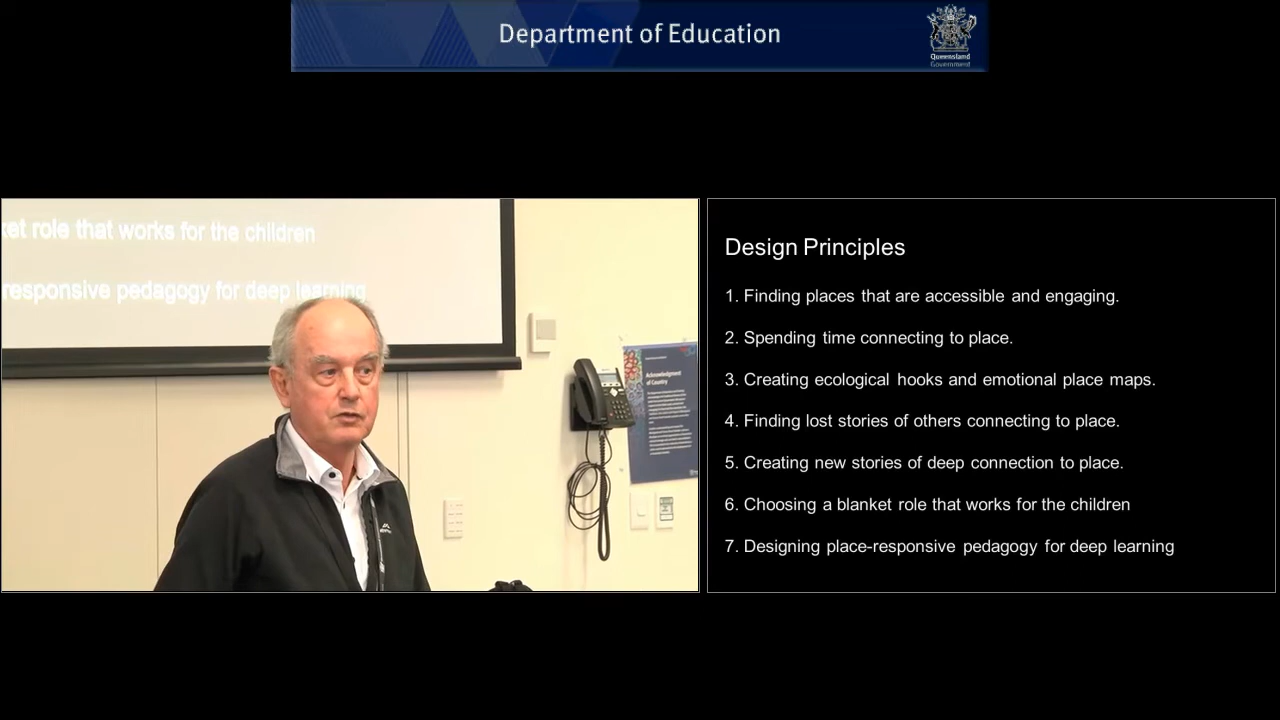 Department of Education
Queensland
Government
ket role that works for the children
responsive pedagogy for deep learning
Acknowledgment
of Country
Design Principles
1. Finding places that are accessible and engaging.
2. Spending time connecting to place.
3. Creating ecological hooks and emotional place maps.
4. Finding lost stories of others connecting to place.
5. Creating new stories of deep connection to place.
6. Choosing a blanket role that works for the children
7. Designing place-responsive pedagogy for deep learning